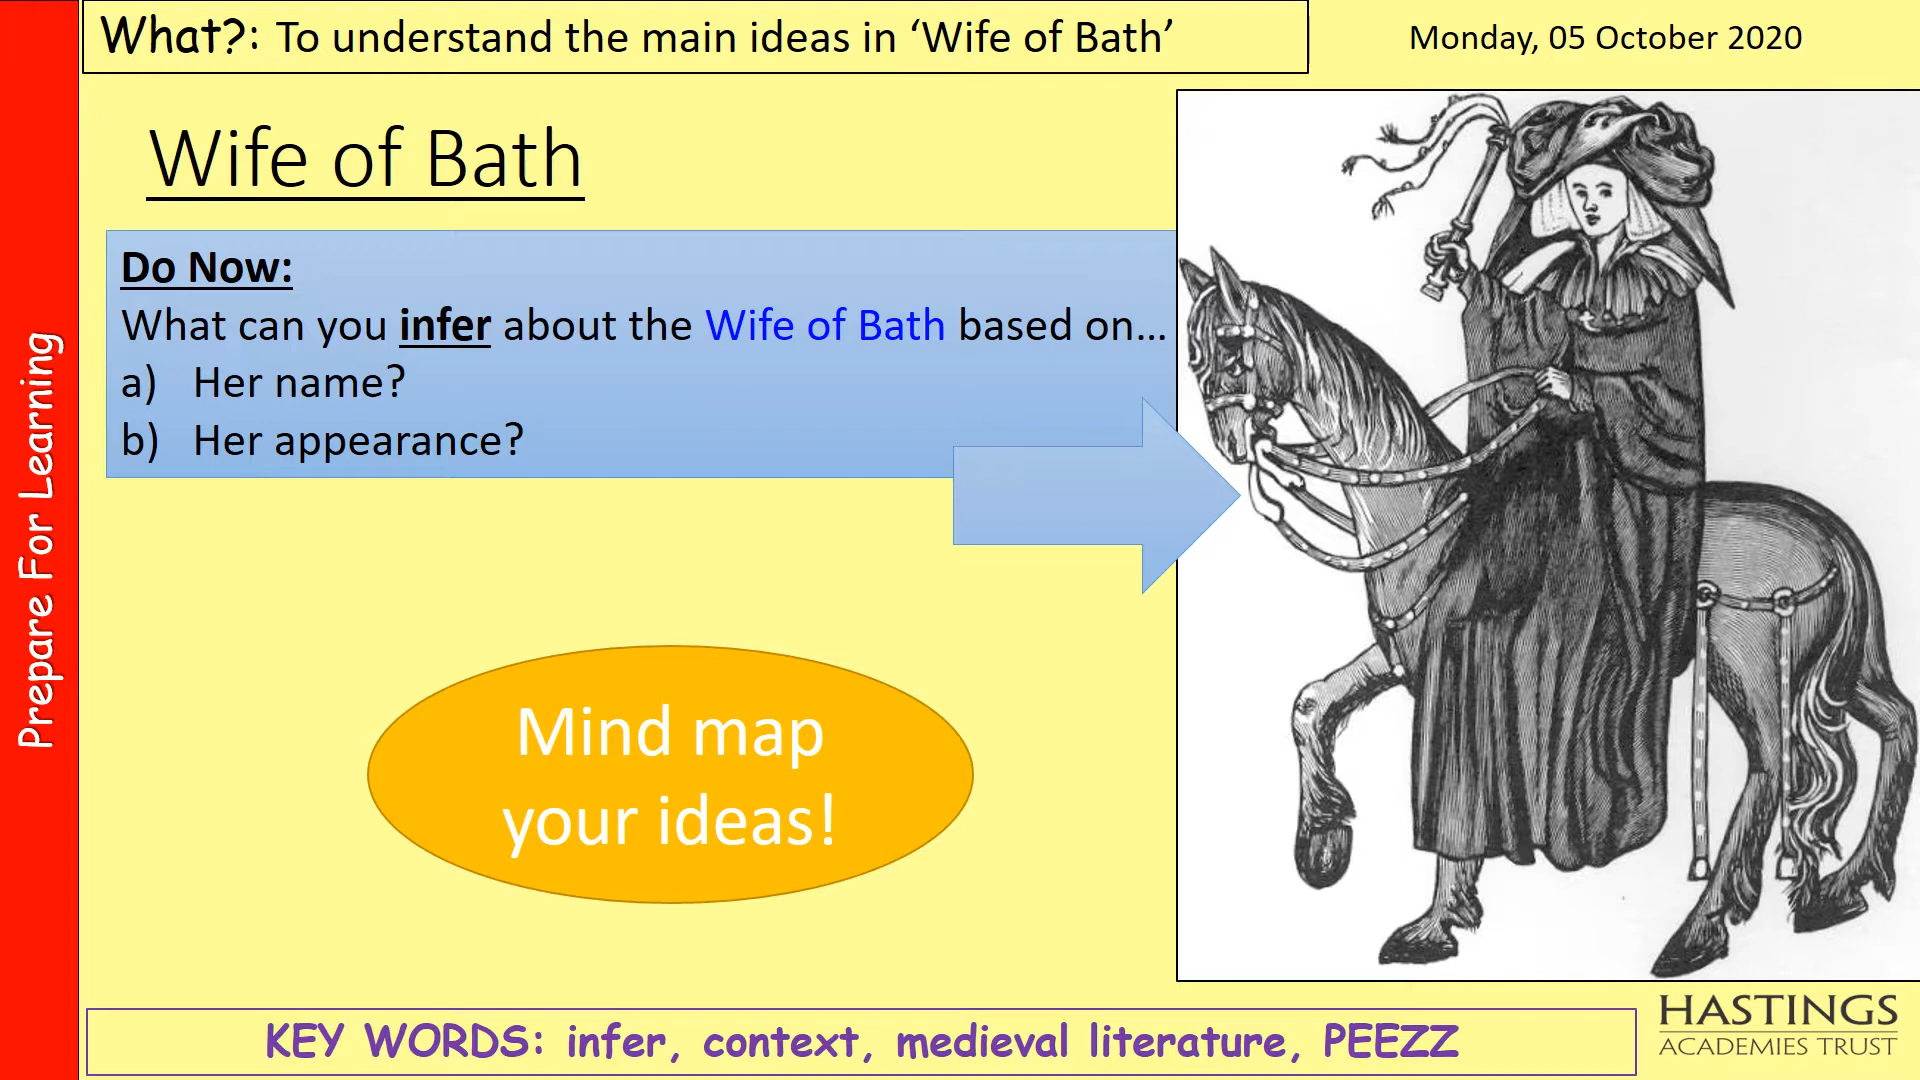 What?: To understand the main ideas in ‘Wife of Bath’
Monday, 05 October 2020
Wife of Bath
Do Now:
What can you infer about the Wife of Bath based on…
a) Her name?
b) Her appearance?
Prepare For Learning
Mind map
your ideas!
KEY WORDS: infer, context, medieval literature, PEEZZ
HASTINGS
ACADEMIES TRUST